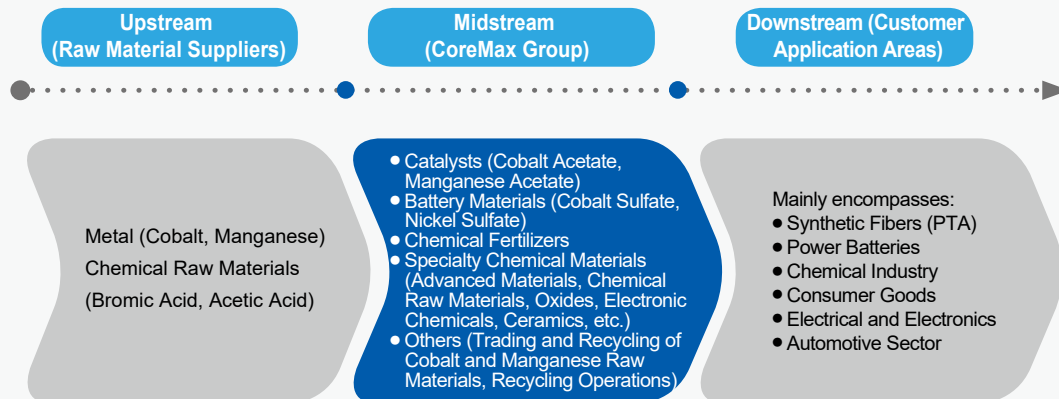 Upstream
(Raw Material Suppliers)
Midstream
(CoreMax Group)
Downstream (Customer
Application Areas)
Metal (Cobalt, Manganese)
Chemical Raw Materials
(Bromic Acid, Acetic Acid)
● Catalysts (Cobalt Acetate,
Manganese Acetate)
● Battery Materials (Cobalt Sulfate,
Nickel Sulfate)
● Chemical Fertilizers
● Specialty Chemical Materials
(Advanced Materials, Chemical
Raw Materials, Oxides, Electronic
Chemicals, Ceramics, etc.)
● Others (Trading and Recycling of
Cobalt and Manganese Raw
Materials, Recycling Operations)
Mainly encompasses:
● Synthetic Fibers (PTA)
● Power Batteries
● Chemical Industry
● Consumer Goods
● Electrical and Electronics
● Automotive Sector